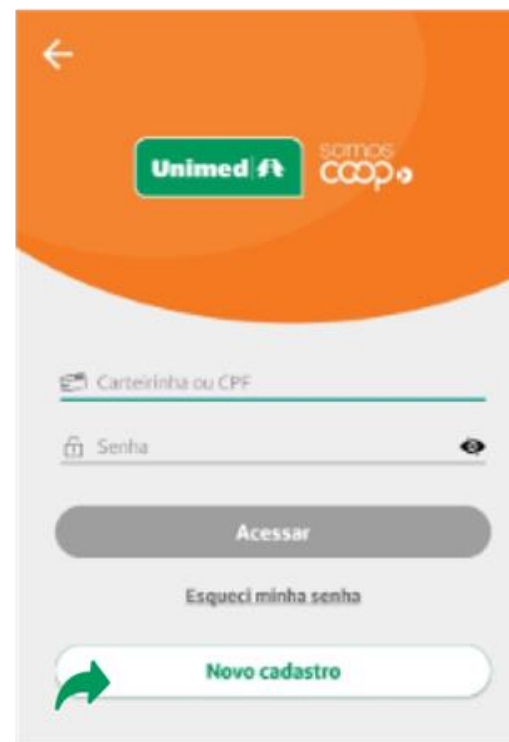 Unimed
somos
coop
Carteirinha ou CPF
Senha
Acessar
Esqueci minha senha
Novo cadastro